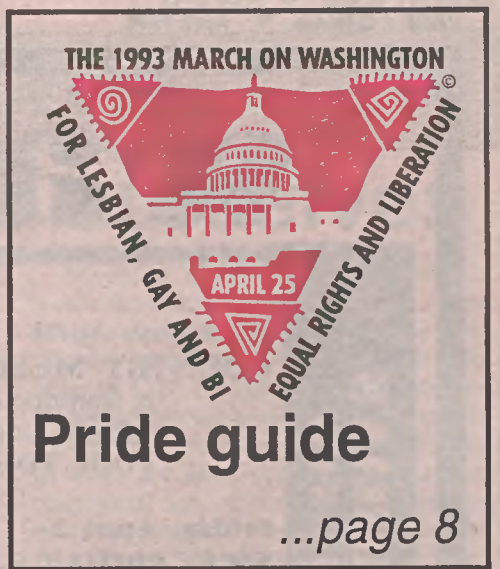 THE 1993 MARCH ON WASHINGTON
©
FOR LESBIAN, GAY AND BI
EQUAL RIGHTS AND LIBERATION
APRIL 25
Pride guide
...page 8